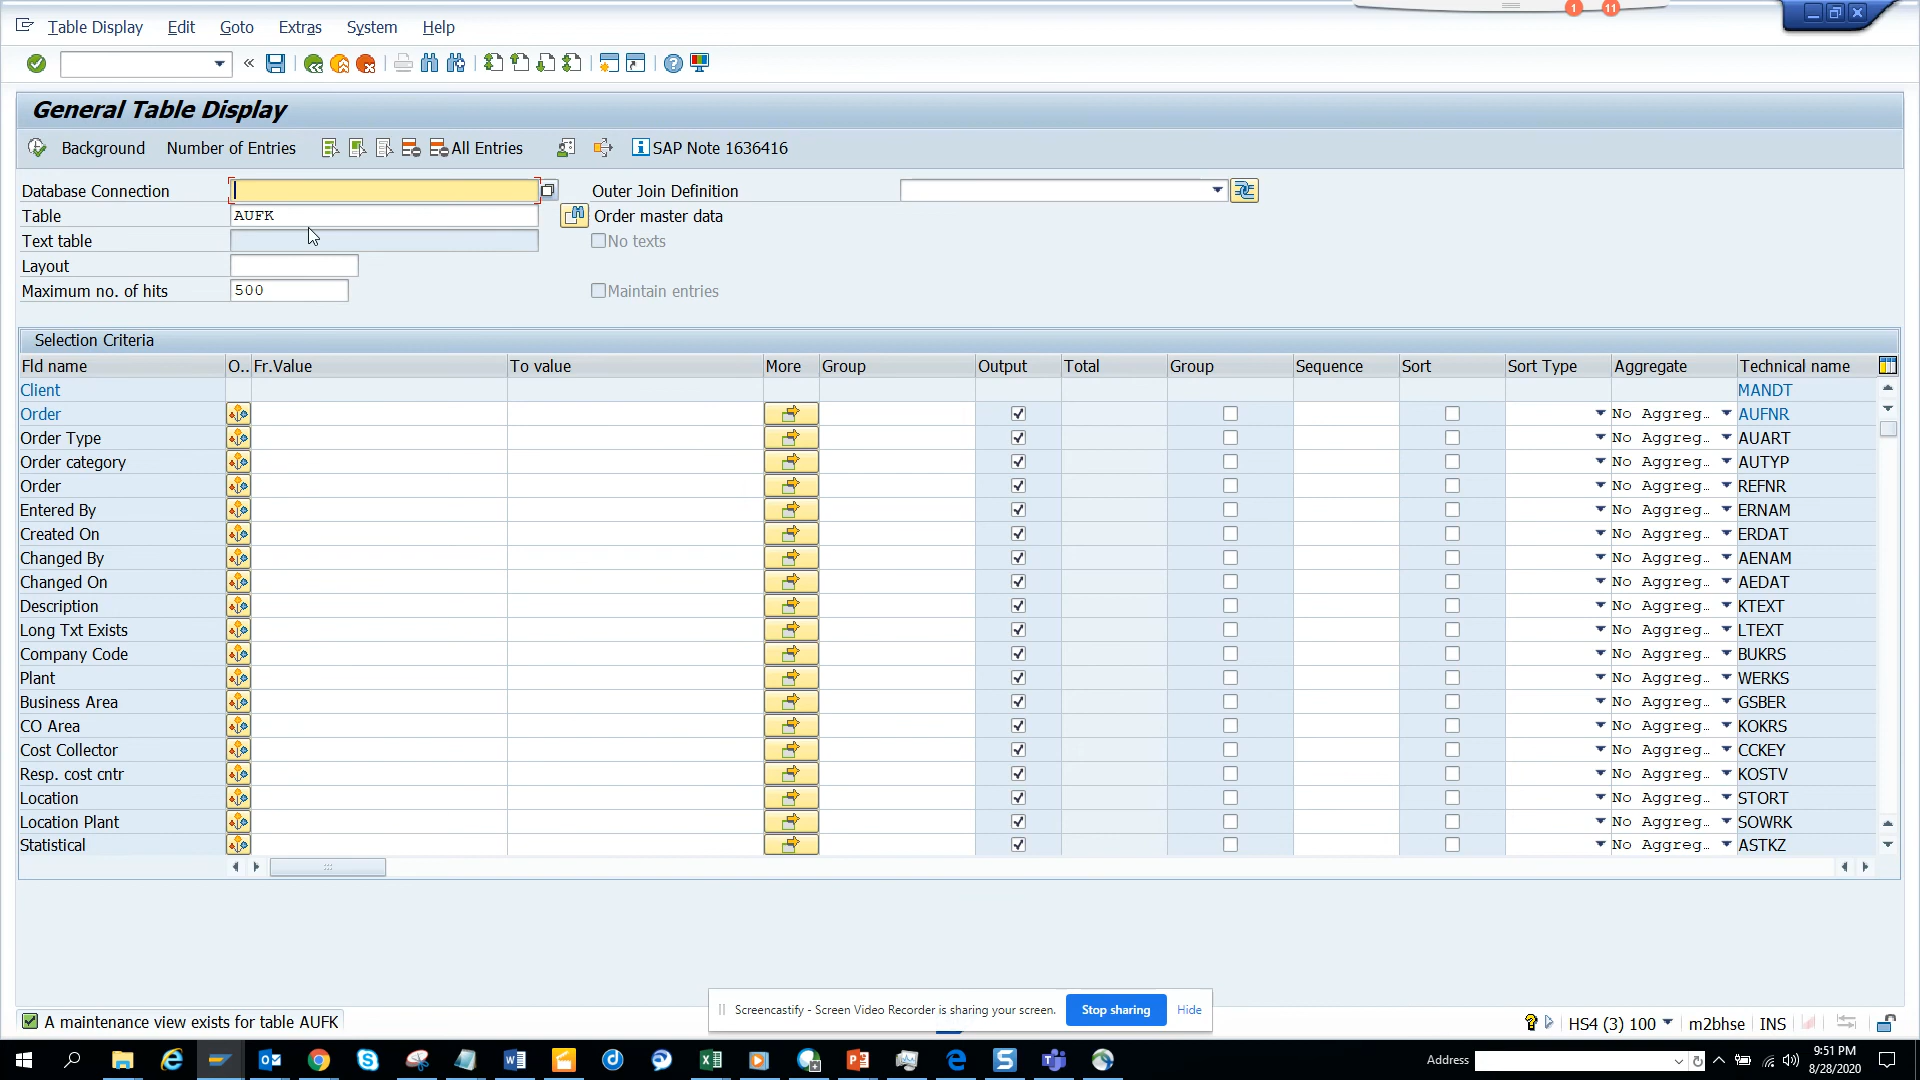 Table Display Edit Goto Extras System Help
1 11
General Table Display
Background Number of Entries All Entries SAP Note 1636416
Database Connection Outer Join Definition
Table AUFK Order master data
Text table No texts
Layout
Maximum no. of hits 500 Maintain entries
Selection Criteria
Fld name O.. Fr.Value To value More Group Output Total Group Sequence Sort Sort Type Aggregate Technical name
Client MANDT
Order No Aggreg… AUFNR
Order Type No Aggreg… AUART
Order category No Aggreg… AUTYP
Order No Aggreg… REFNR
Entered By No Aggreg… ERNAM
Created On No Aggreg… ERDAT
Changed By No Aggreg… AENAM
Changed On No Aggreg… AEDAT
Description No Aggreg… KTEXT
Long Txt Exists No Aggreg… LTEXT
Company Code No Aggreg… BUKRS
Plant No Aggreg… WERKS
Business Area No Aggreg… GSBER
CO Area No Aggreg… KOKRS
Cost Collector No Aggreg… CCKEY
Resp. cost cntr No Aggreg… KOSTV
Location No Aggreg… STORT
Location Plant No Aggreg… SOWRK
Statistical No Aggreg… ASTKZ
Screencastify - Screen Video Recorder is sharing your screen. Stop sharing Hide
A maintenance view exists for table AUFK HS4 (3) 100 m2bhse INS
Address 9:51 PM
8/28/2020